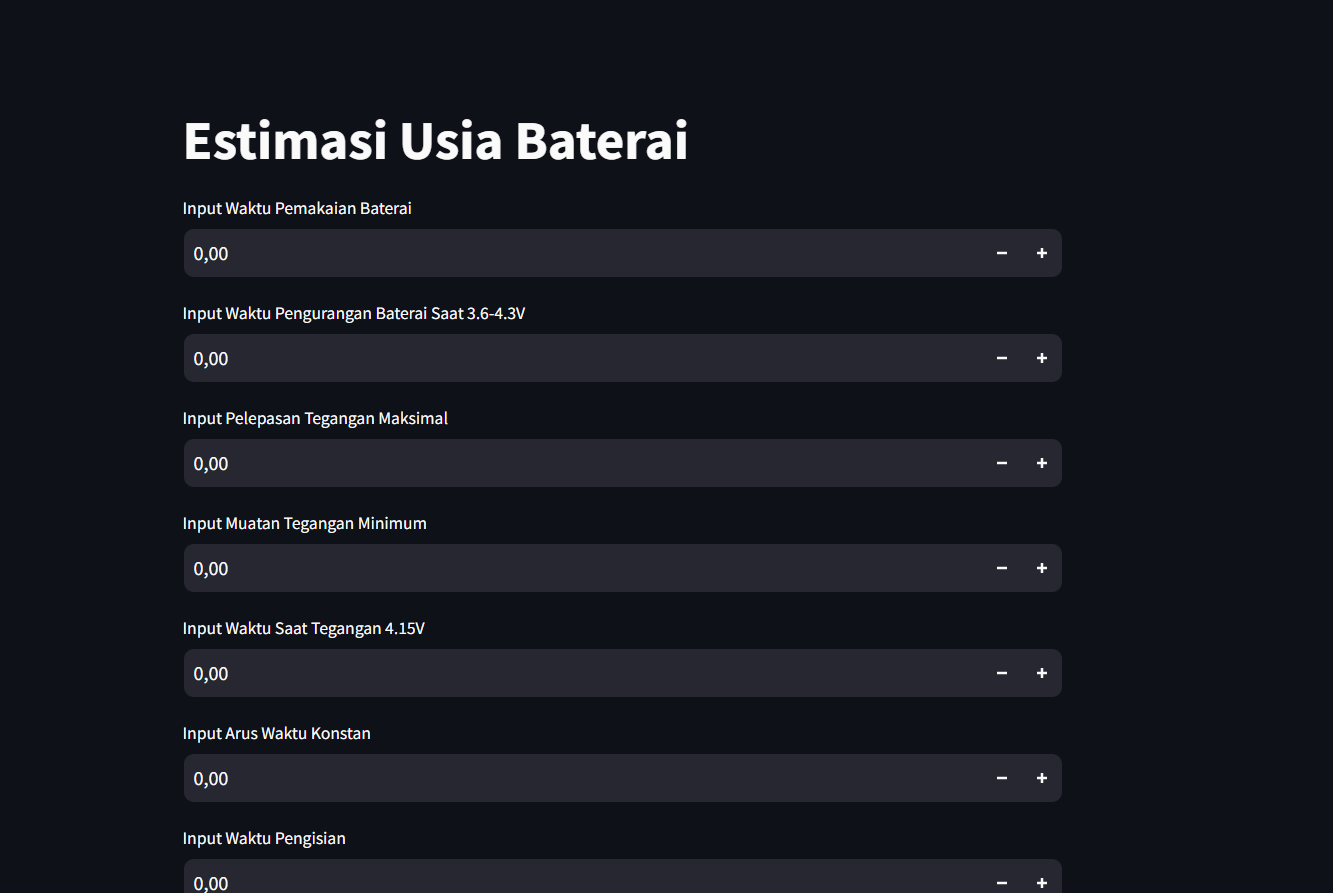 Estimasi Usia Baterai
Input Waktu Pemakaian Baterai
0,00
Input Waktu Pengurangan Baterai Saat 3.6-4.3V
0,00
Input Pelepasan Tegangan Maksimal
0,00
Input Muatan Tegangan Minimum
0,00
Input Waktu Saat Tegangan 4.15V
0,00
Input Arus Waktu Konstan
0,00
Input Waktu Pengisian
0,00